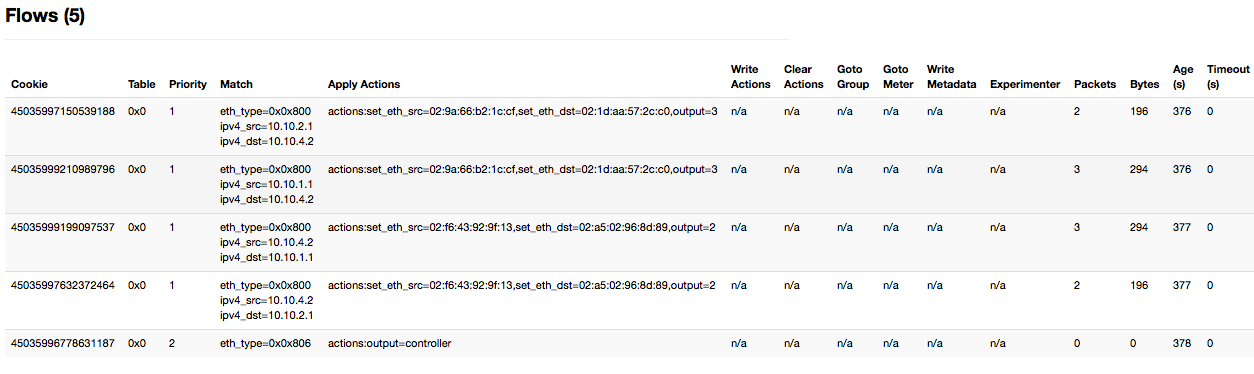 Flows (5)
Cookie Table Priority Match Apply Actions Write Actions Clear Actions Goto Group Goto Meter Write Metadata Experimenter Packets Bytes Age (s) Timeout (s)
45035997150539188 0x0 1 eth_type=0x0x800 actions:set_eth_src=02:9a:66:b2:1c:cf,set_eth_dst=02:1d:aa:57:2c:c0,output=3 n/a n/a n/a n/a n/a n/a 2 196 376 0
ipv4_src=10.10.2.1
ipv4_dst=10.10.4.2
45035999210989796 0x0 1 eth_type=0x0x800 actions:set_eth_src=02:9a:66:b2:1c:cf,set_eth_dst=02:1d:aa:57:2c:c0,output=3 n/a n/a n/a n/a n/a n/a 3 294 376 0
ipv4_src=10.10.1.1
ipv4_dst=10.10.4.2
45035999199097537 0x0 1 eth_type=0x0x800 actions:set_eth_src=02:f6:43:92:9f:13,set_eth_dst=02:a5:02:96:8d:89,output=2 n/a n/a n/a n/a n/a n/a 3 294 377 0
ipv4_src=10.10.4.2
ipv4_dst=10.10.1.1
45035997632372464 0x0 1 eth_type=0x0x800 actions:set_eth_src=02:f6:43:92:9f:13,set_eth_dst=02:a5:02:96:8d:89,output=2 n/a n/a n/a n/a n/a n/a 2 196 377 0
ipv4_src=10.10.4.2
ipv4_dst=10.10.2.1
45035996778631187 0x0 2 eth_type=0x0x806 actions:output=controller n/a n/a n/a n/a n/a n/a 0 0 378 0